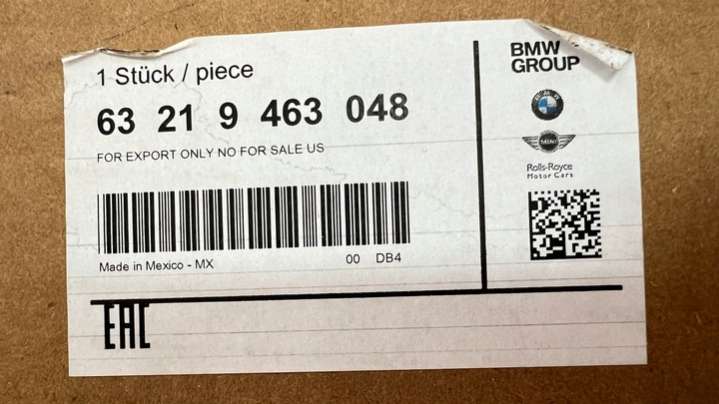 1 Stück / piece
63 21 9 463 048
FOR EXPORT ONLY NO FOR SALE US
Made in Mexico - MX 00 DB4
EAC
BMW
GROUP
BMW
MINI
Rolls-Royce
Motor Cars